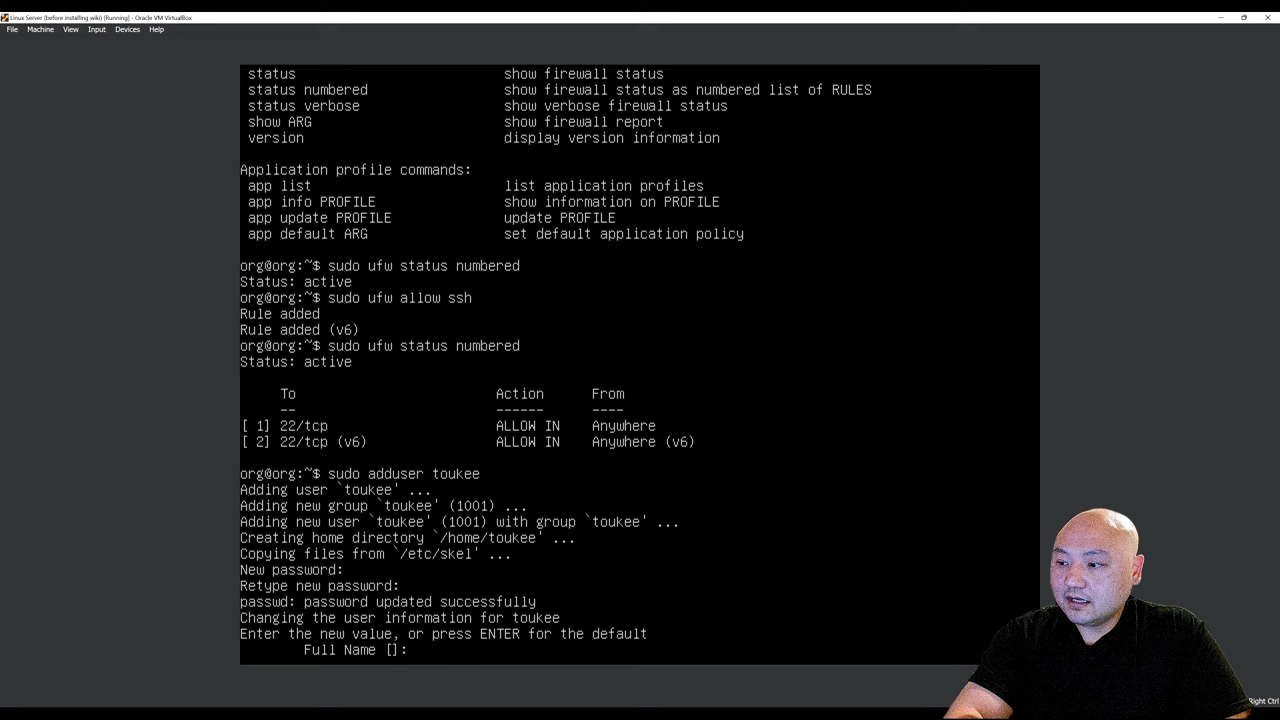 Linux Server (before installing wiki) [Running] - Oracle VM VirtualBox
File Machine View Input Devices Help
status show firewall status
status numbered show firewall status as numbered list of RULES
status verbose show verbose firewall status
show ARG show firewall report
version display version information
Application profile commands:
app list list application profiles
app info PROFILE show information on PROFILE
app update PROFILE update PROFILE
app default ARG set default application policy
org@org:~$ sudo ufw status numbered
Status: active
org@org:~$ sudo ufw allow ssh
Rule added
Rule added (v6)
org@org:~$ sudo ufw status numbered
Status: active
To Action From
-- ------ ----
[ 1] 22/tcp ALLOW IN Anywhere
[ 2] 22/tcp (v6) ALLOW IN Anywhere (v6)
org@org:~$ sudo adduser toukee
Adding user `toukee' ...
Adding new group `toukee' (1001) ...
Adding new user `toukee' (1001) with group `toukee' ...
Creating home directory `/home/toukee' ...
Copying files from `/etc/skel' ...
New password:
Retype new password:
passwd: password updated successfully
Changing the user information for toukee
Enter the new value, or press ENTER for the default
Full Name []:
Right Ctrl